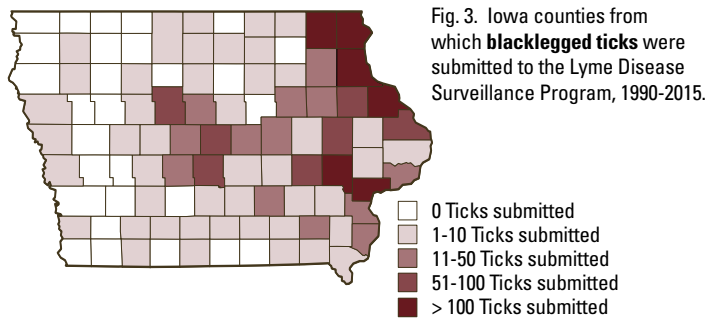 Fig. 3. Iowa counties from
which blacklegged ticks were
submitted to the Lyme Disease
Surveillance Program, 1990-2015.
0 Ticks submitted
1-10 Ticks submitted
11-50 Ticks submitted
51-100 Ticks submitted
> 100 Ticks submitted